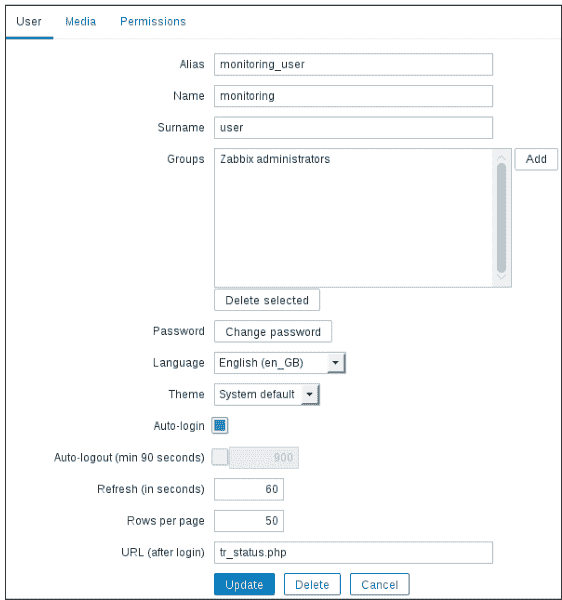 User Media Permissions
Alias monitoring_user
Name monitoring
Surname user
Groups Zabbix administrators Add
Delete selected
Password Change password
Language English (en_GB)
Theme System default
Auto-login
Auto-logout (min 90 seconds) 900
Refresh (in seconds) 60
Rows per page 50
URL (after login) tr_status.php
Update Delete Cancel